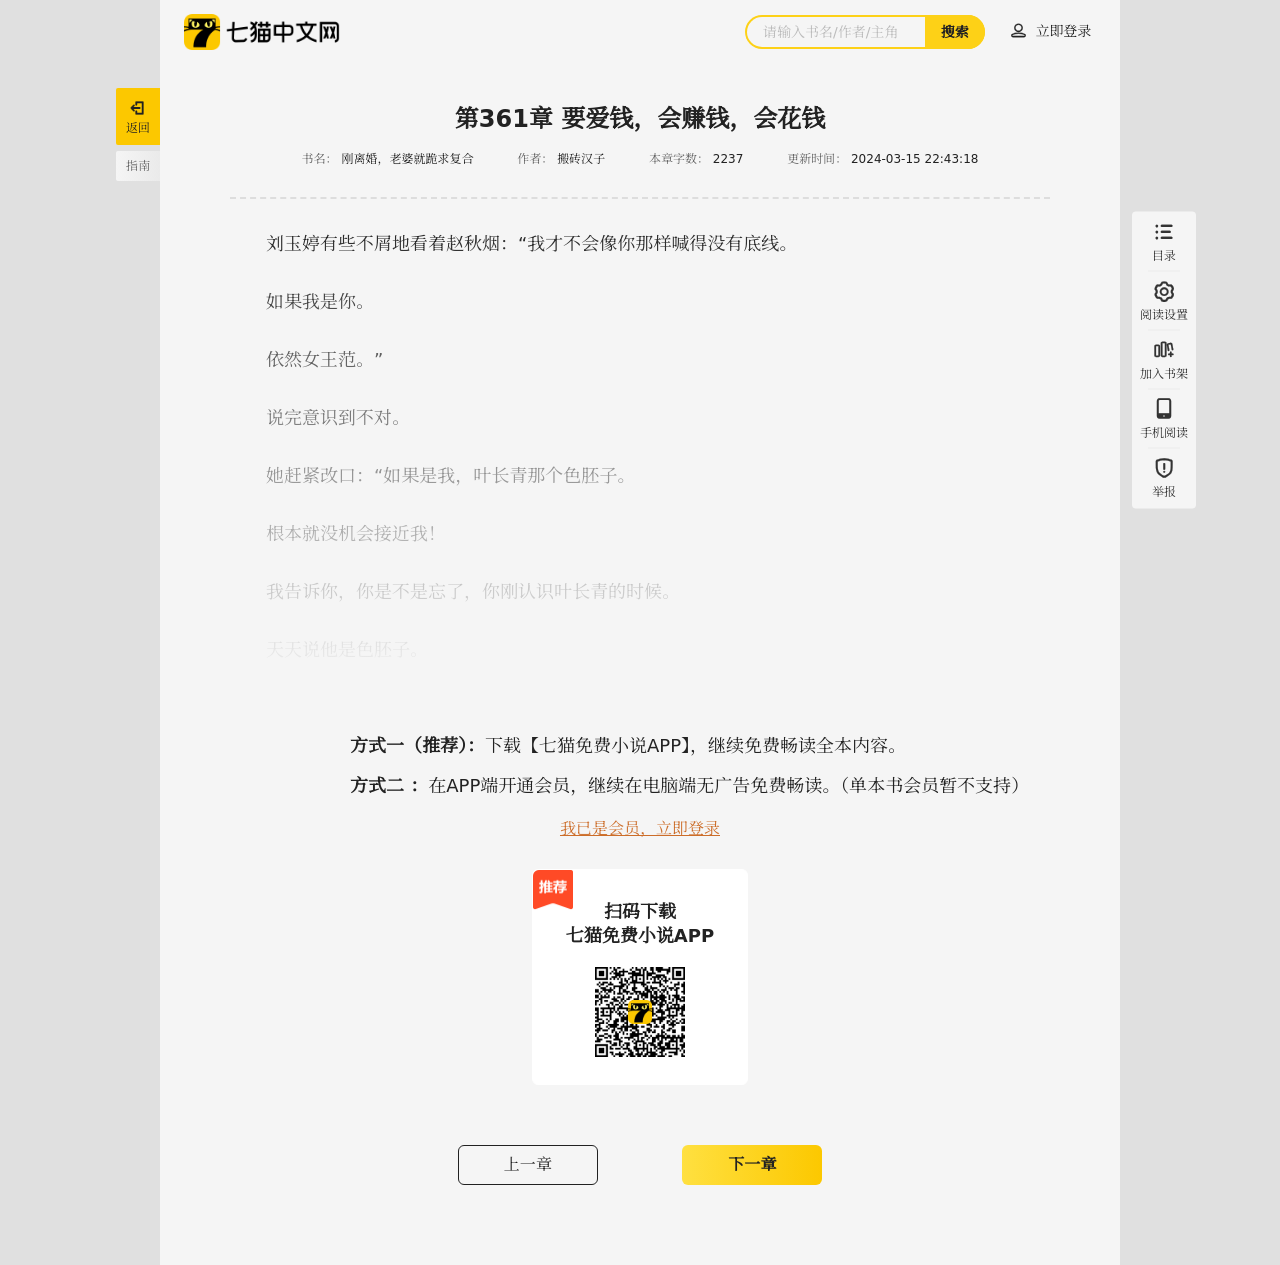 七猫中文网
请输入书名/作者/主角
搜索
立即登录
返回
指南
第361章 要爱钱，会赚钱，会花钱
书名： 刚离婚，老婆就跪求复合 作者： 搬砖汉子 本章字数： 2237 更新时间： 2024-03-15 22:43:18
刘玉婷有些不屑地看着赵秋烟：“我才不会像你那样喊得没有底线。
如果我是你。
依然女王范。”
说完意识到不对。
她赶紧改口：“如果是我，叶长青那个色胚子。
根本就没机会接近我！
我告诉你，你是不是忘了，你刚认识叶长青的时候。
天天说他是色胚子。
目录
阅读设置
加入书架
手机阅读
举报
方式一（推荐）：下载【七猫免费小说APP】，继续免费畅读全本内容。
方式二 ：在APP端开通会员，继续在电脑端无广告免费畅读。（单本书会员暂不支持）
我已是会员，立即登录
推荐
扫码下载
七猫免费小说APP
上一章
下一章